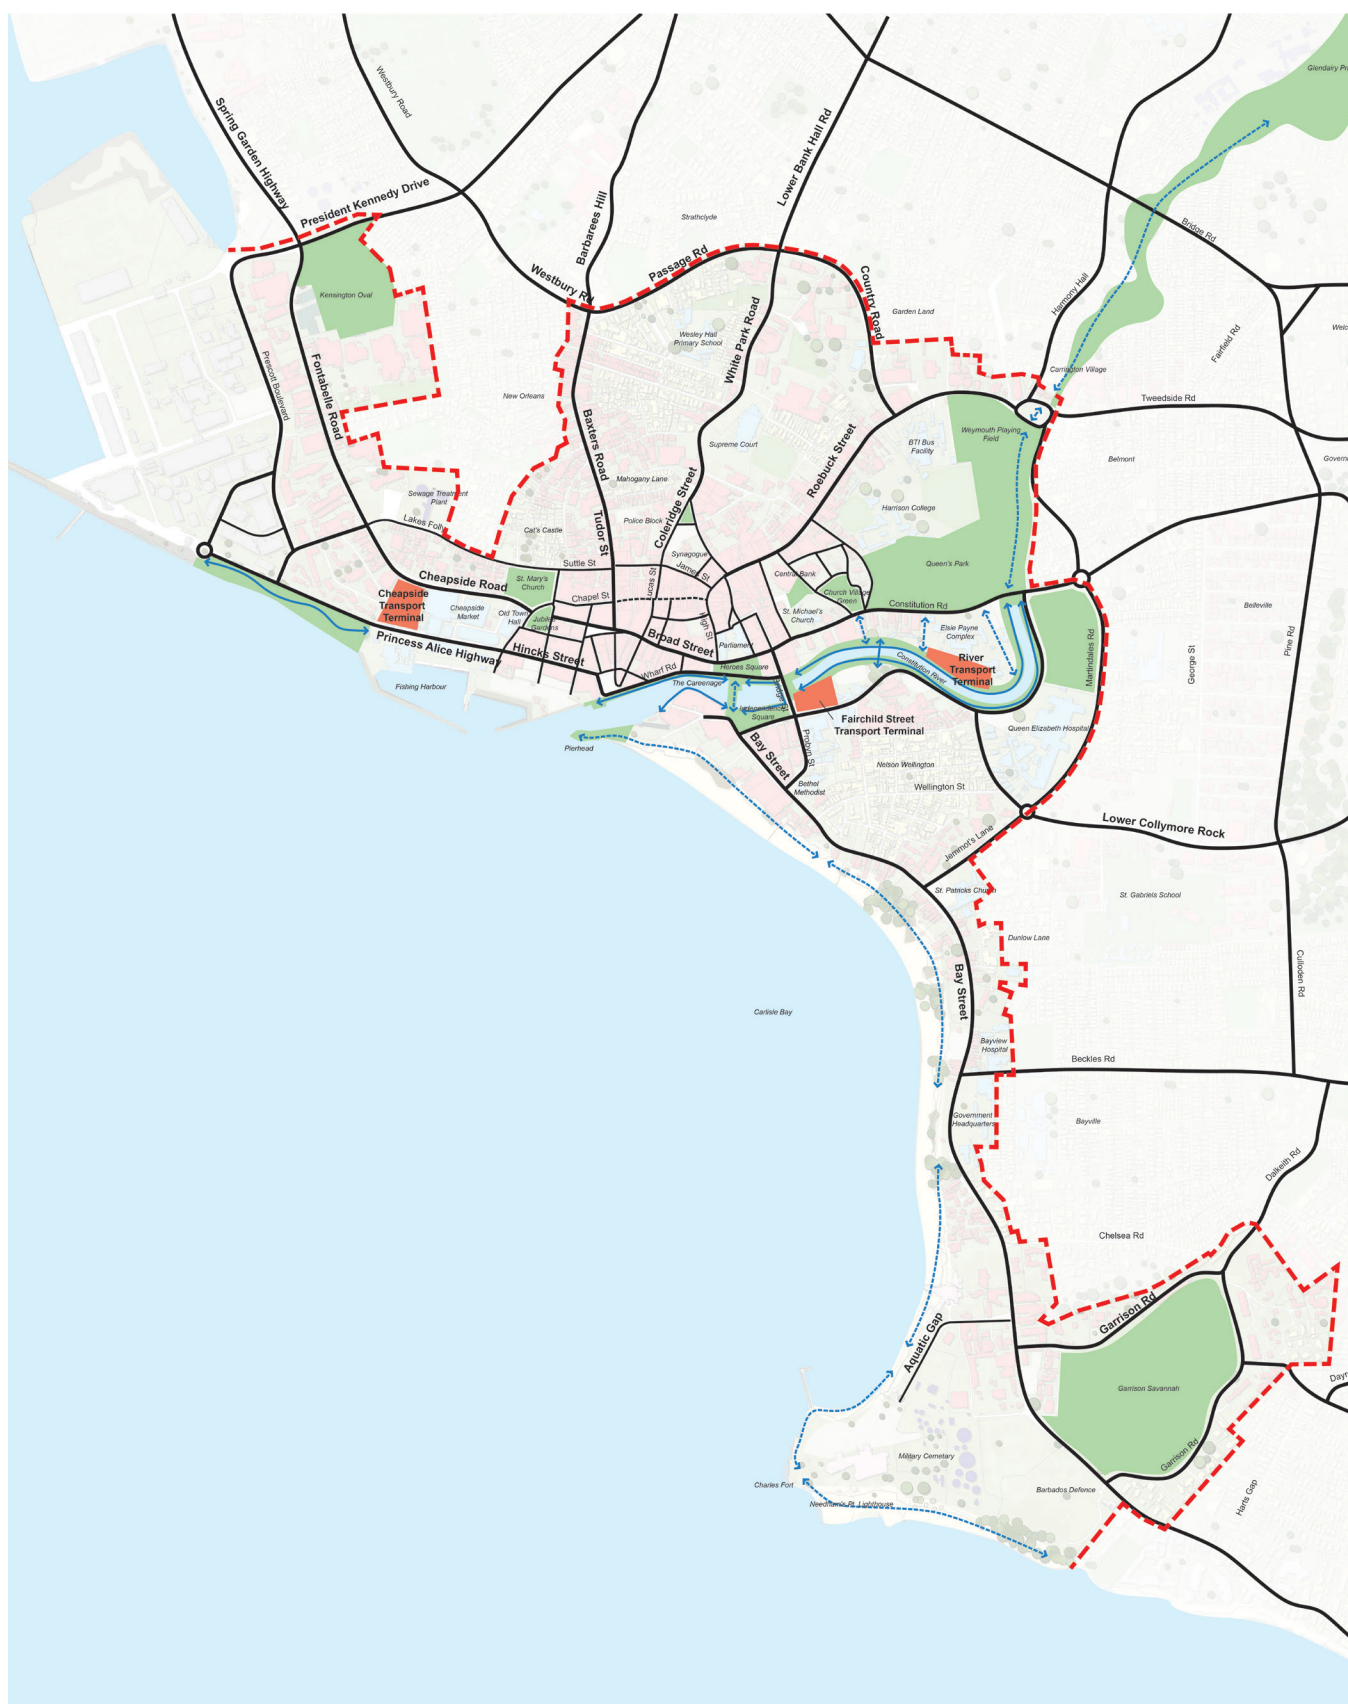 Glendairy Pri
Westbury Road
Spring Garden Highway
Lower Bank Hall Rd
President Kennedy Drive
Barbarees Hill
Strathclyde
Bridge Rd
Westbury Rd
Passage Rd
Country Road
Harmony Hall
Kensington Oval
Garden Land
Fairfield Rd
Welc
Wesley Hall
Primary School
White Park Road
Prescott Boulevard
Fontabelle Road
Carrington Village
New Orleans
Tweedside Rd
Baxters Road
Supreme Court
BTI Bus
Facility
Weymouth Playing
Field
Roebuck Street
Belmont
Governm
Mahogany Lane
Sewage Treatment
Plant
Harrison College
Lakes Folly
Cat's Castle
Tudor St
Police Block
Coleridge Street
Synagogue
Suttle St
James St
Queen's Park
Cheapside Road
St. Mary's
Church
Central Bank
Lucas St
Chapel St
Church Village
Green
Constitution Rd
Belleville
Cheapside
Transport
Terminal
Cheapside
Market
Old Town
Hall
Jubilee
Gardens
High St
St. Michael's
Church
Elsie Payne
Complex
Broad Street
Parliament
Princess Alice Highway
Hincks Street
Martindales Rd
George St
Pine Rd
Wharf Rd
Heroes Square
Constitution River
River
Transport
Terminal
Fishing Harbour
The Careenage
Bridge St
Independence
Square
Fairchild Street
Transport Terminal
Queen Elizabeth Hospital
Pierhead
Bay Street
Probyn St
Nelson Wellington
Bethel
Methodist
Wellington St
Lower Collymore Rock
Jemmot's Lane
St. Patricks Church
St. Gabriels School
Dunlow Lane
Culloden Rd
Bay Street
Carlisle Bay
Bayview
Hospital
Beckles Rd
Government
Headquarters
Bayville
Dalkeith Rd
Chelsea Rd
Garrison Rd
Aquatic Gap
Dayr
Garrison Savannah
Military Cemetery
Garrison Rd
Charles Fort
Barbados Defence
Needham's Pt. Lighthouse
Harts Gap